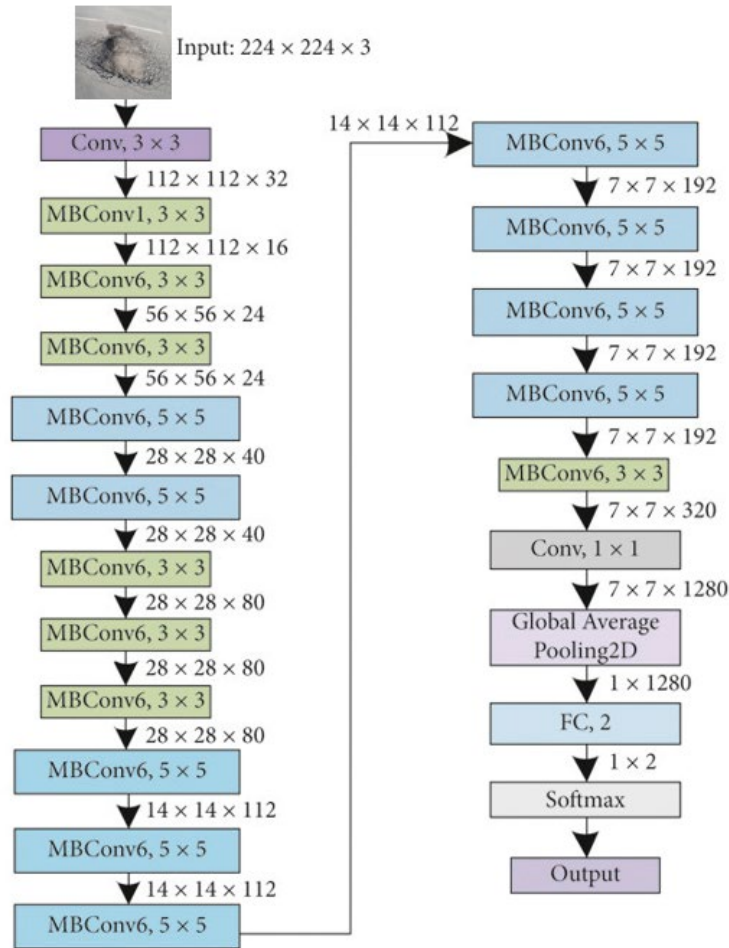 Input: 224 × 224 × 3
Conv, 3 × 3
112 × 112 × 32
MBConv1, 3 × 3
112 × 112 × 16
MBConv6, 3 × 3
56 × 56 × 24
MBConv6, 3 × 3
56 × 56 × 24
MBConv6, 5 × 5
28 × 28 × 40
MBConv6, 5 × 5
28 × 28 × 40
MBConv6, 3 × 3
28 × 28 × 80
MBConv6, 3 × 3
28 × 28 × 80
MBConv6, 3 × 3
28 × 28 × 80
MBConv6, 5 × 5
14 × 14 × 112
MBConv6, 5 × 5
14 × 14 × 112
MBConv6, 5 × 5
14 × 14 × 112
MBConv6, 5 × 5
7 × 7 × 192
MBConv6, 5 × 5
7 × 7 × 192
MBConv6, 5 × 5
7 × 7 × 192
MBConv6, 5 × 5
7 × 7 × 192
MBConv6, 3 × 3
7 × 7 × 320
Conv, 1 × 1
7 × 7 × 1280
Global Average
Pooling2D
1 × 1280
FC, 2
1 × 2
Softmax
Output